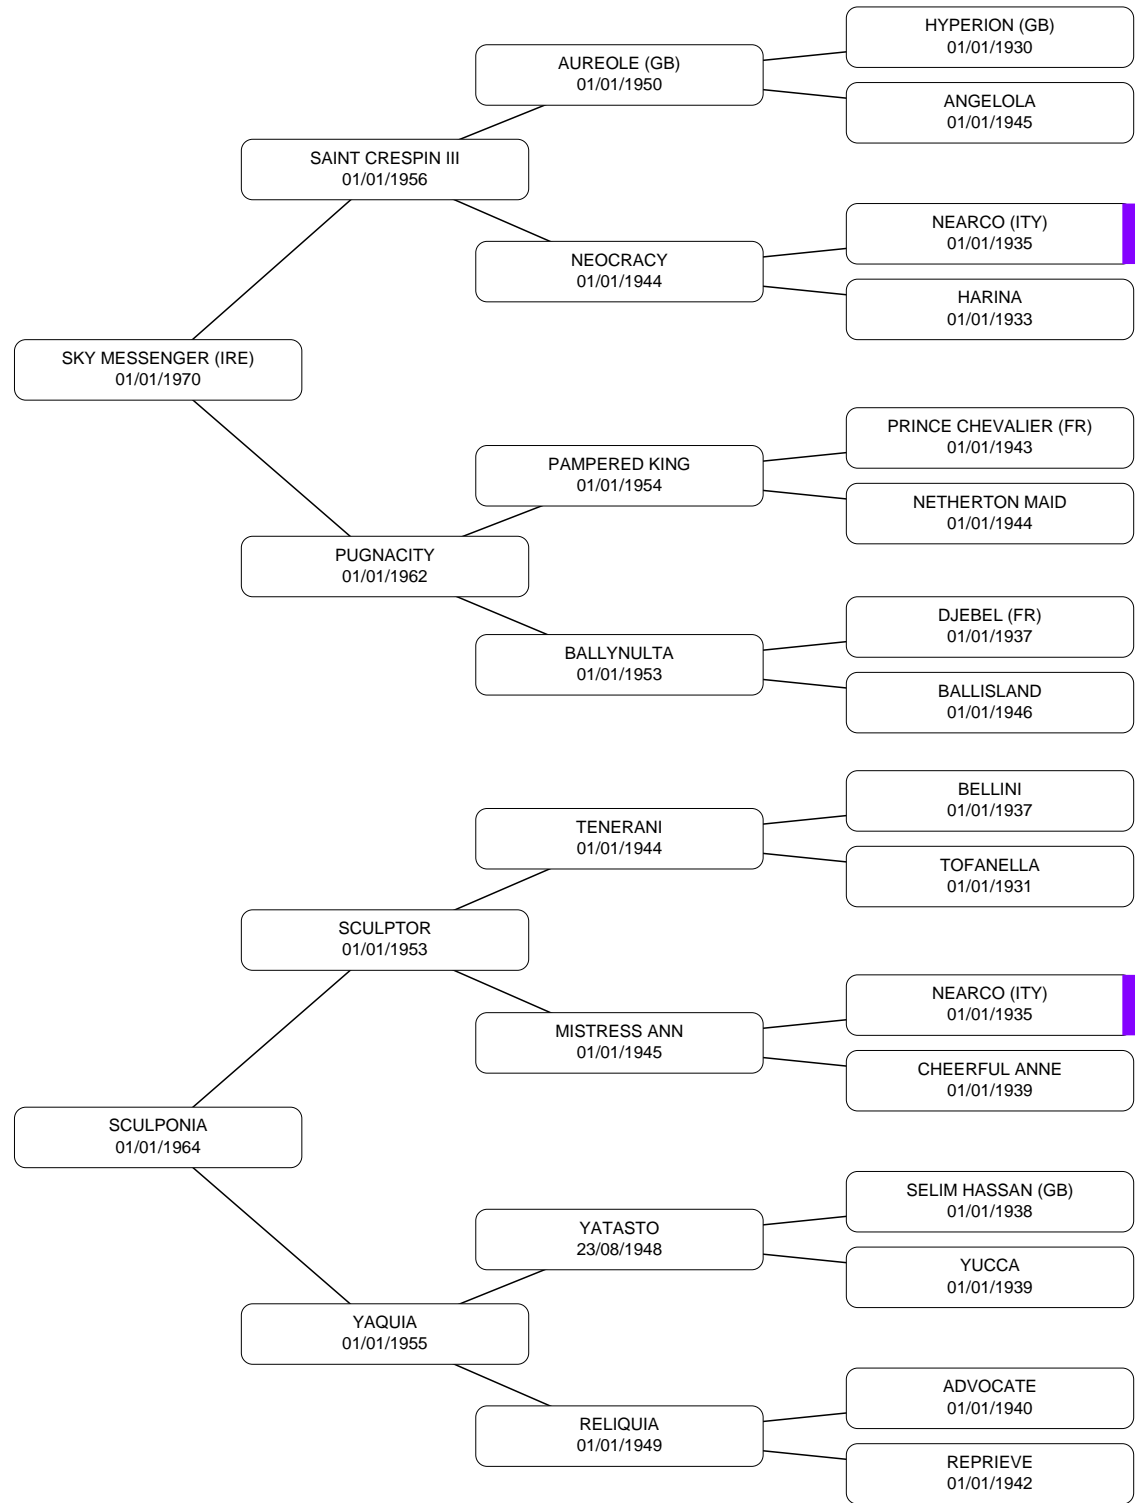 HYPERION (GB)
01/01/1930
AUREOLE (GB)
01/01/1950
ANGELOLA
01/01/1945
SAINT CRESPIN III
01/01/1956
NEARCO (ITY)
01/01/1935
NEOCRACY
01/01/1944
HARINA
01/01/1933
SKY MESSENGER (IRE)
01/01/1970
PRINCE CHEVALIER (FR)
01/01/1943
PAMPERED KING
01/01/1954
NETHERTON MAID
01/01/1944
PUGNACITY
01/01/1962
DJEBEL (FR)
01/01/1937
BALLYNULTA
01/01/1953
BALLISLAND
01/01/1946
BELLINI
01/01/1937
TENERANI
01/01/1944
TOFANELLA
01/01/1931
SCULPTOR
01/01/1953
NEARCO (ITY)
01/01/1935
MISTRESS ANN
01/01/1945
CHEERFUL ANNE
01/01/1939
SCULPONIA
01/01/1964
SELIM HASSAN (GB)
01/01/1938
YATASTO
23/08/1948
YUCCA
01/01/1939
YAQUIA
01/01/1955
ADVOCATE
01/01/1940
RELIQUIA
01/01/1949
REPRIEVE
01/01/1942